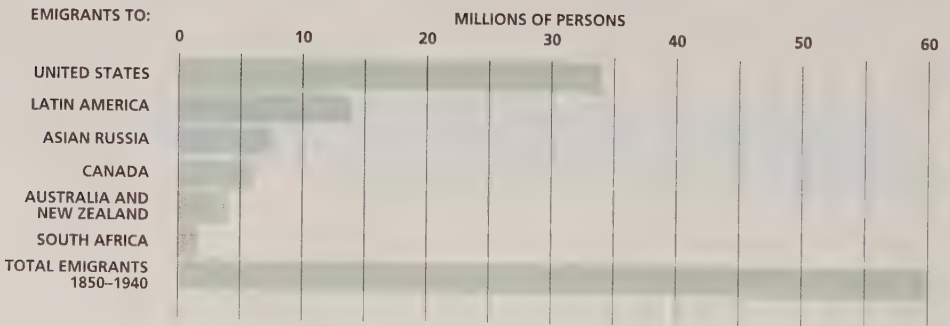 EMIGRANTS TO:
MILLIONS OF PERSONS
0 10 20 30 40 50 60
UNITED STATES
LATIN AMERICA
ASIAN RUSSIA
CANADA
AUSTRALIA AND
NEW ZEALAND
SOUTH AFRICA
TOTAL EMIGRANTS
1850–1940